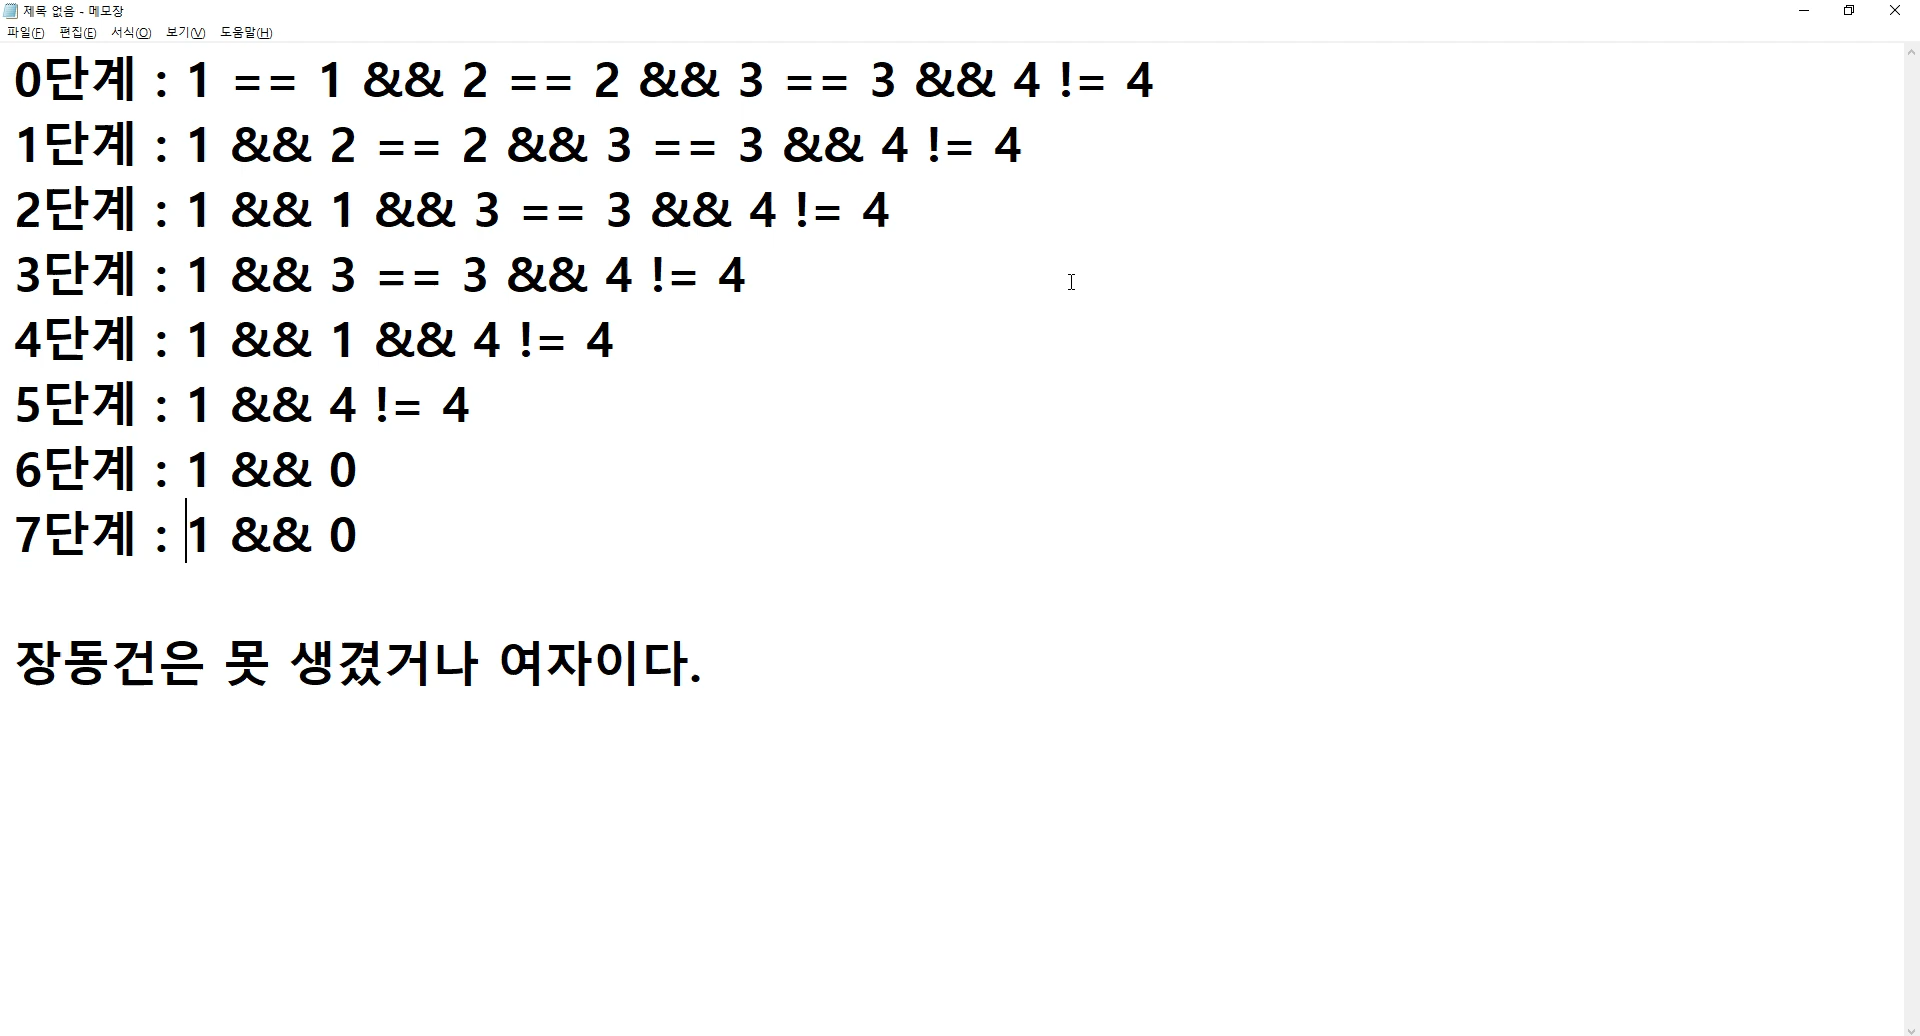 제목 없음 - 메모장
파일(F) 편집(E) 서식(O) 보기(V) 도움말(H)
0단계 : 1 == 1 && 2 == 2 && 3 == 3 && 4 != 4
1단계 : 1 && 2 == 2 && 3 == 3 && 4 != 4
2단계 : 1 && 1 && 3 == 3 && 4 != 4
3단계 : 1 && 3 == 3 && 4 != 4
4단계 : 1 && 1 && 4 != 4
5단계 : 1 && 4 != 4
6단계 : 1 && 0
7단계 : 1 && 0
장동건은 못 생겼거나 여자이다.